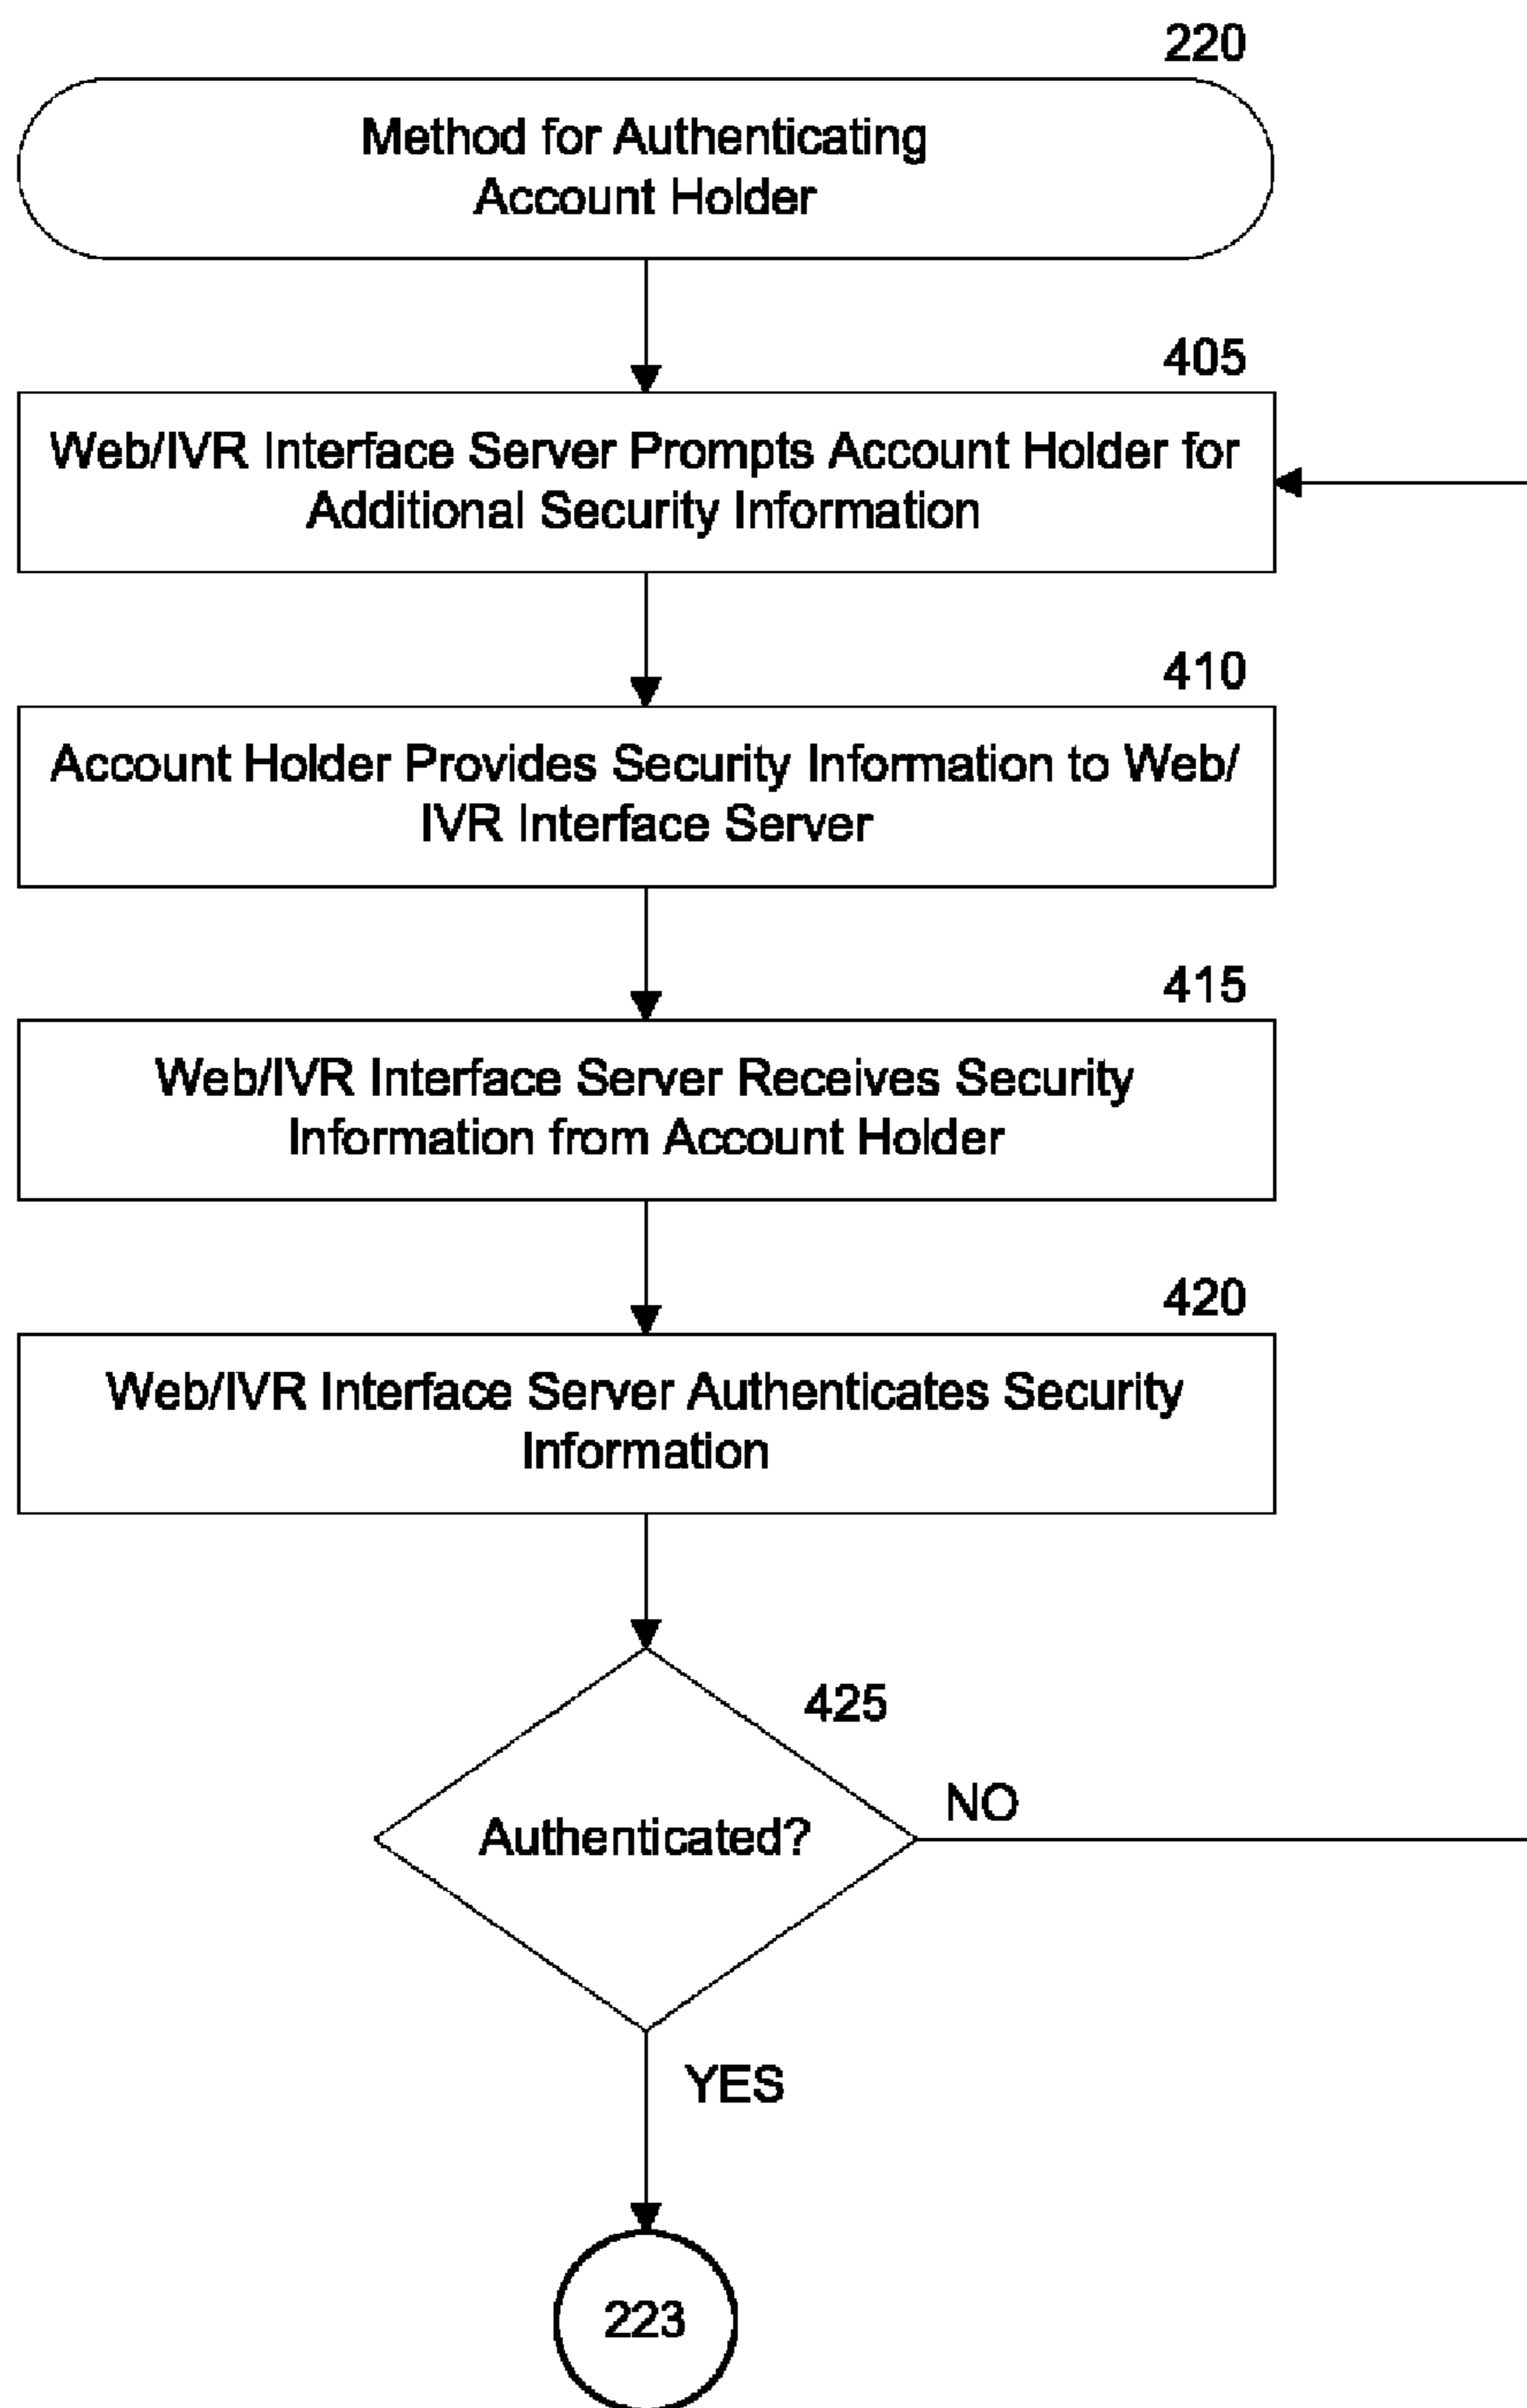 220
Method for Authenticating
Account Holder
405
Web/IVR Interface Server Prompts Account Holder for
Additional Security Information
410
Account Holder Provides Security Information to Web/
IVR Interface Server
415
Web/IVR Interface Server Receives Security
Information from Account Holder
420
Web/IVR Interface Server Authenticates Security
Information
425
Authenticated?
NO
YES
223